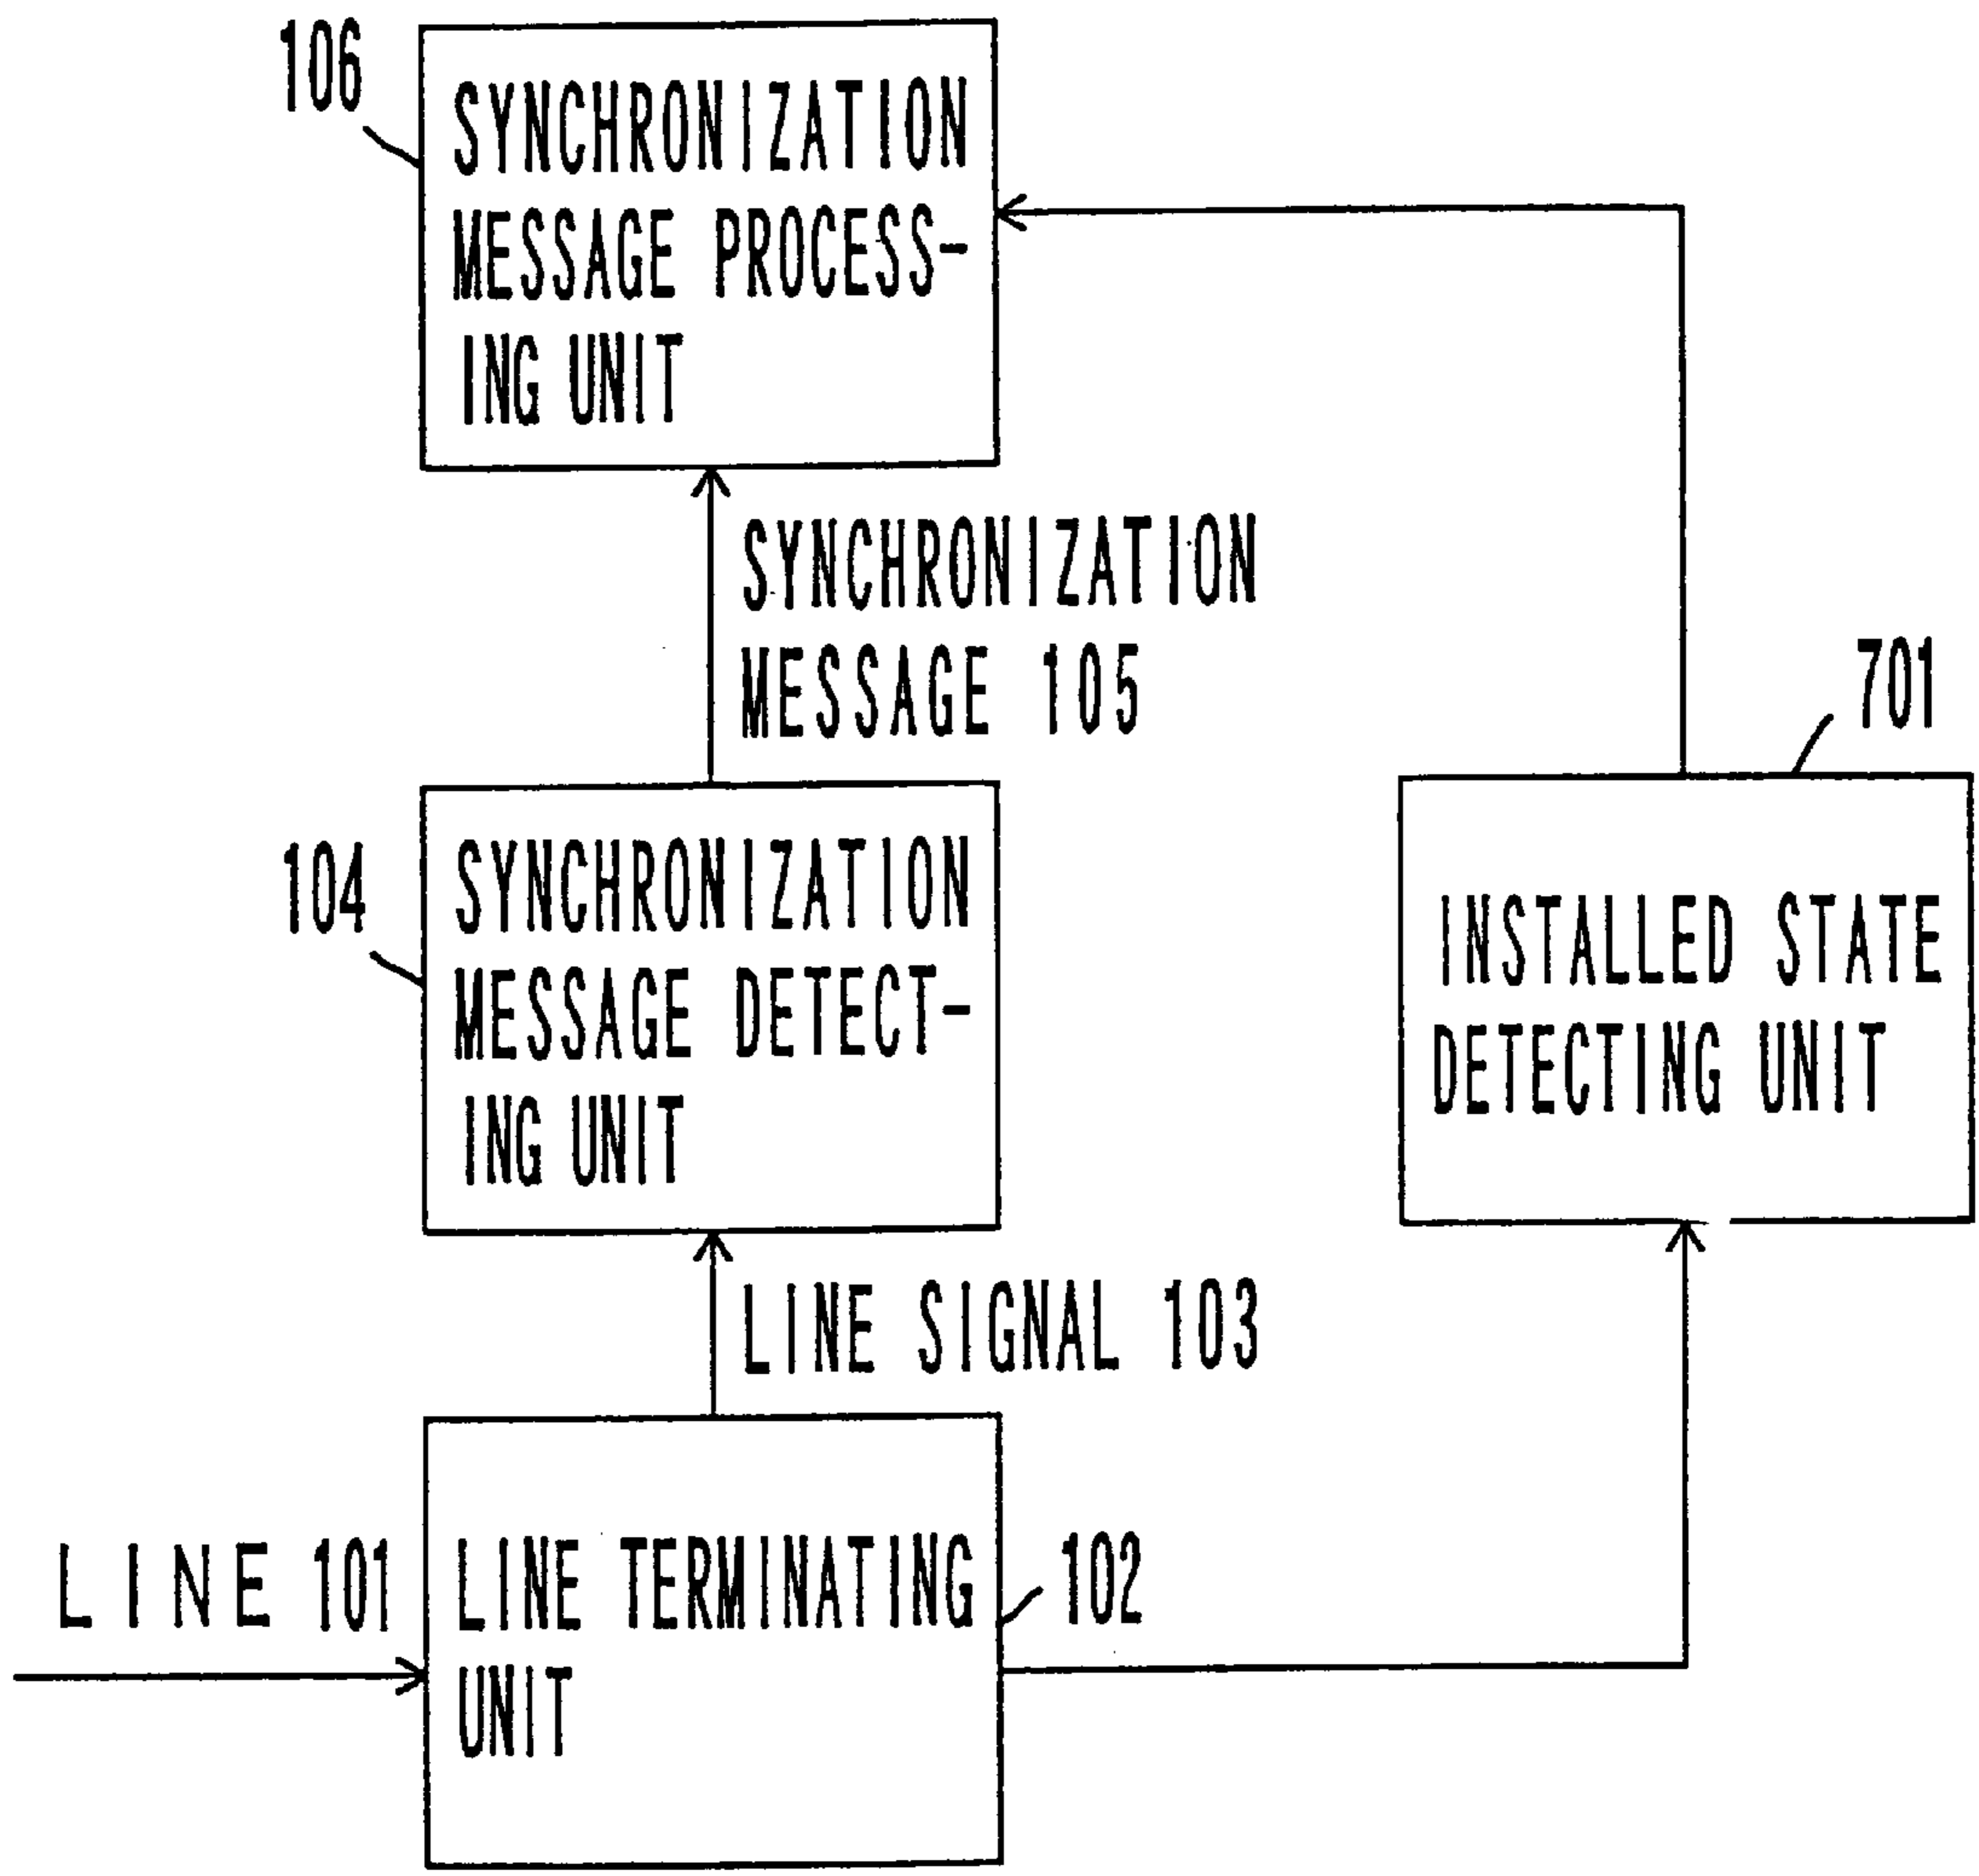 106
SYNCHRONIZATION
MESSAGE PROCESS-
ING UNIT
SYNCHRONIZATION
MESSAGE 105
701
104
SYNCHRONIZATION
MESSAGE DETECT-
ING UNIT
INSTALLED STATE
DETECTING UNIT
LINE SIGNAL 103
LINE 101
LINE TERMINATING
UNIT
102